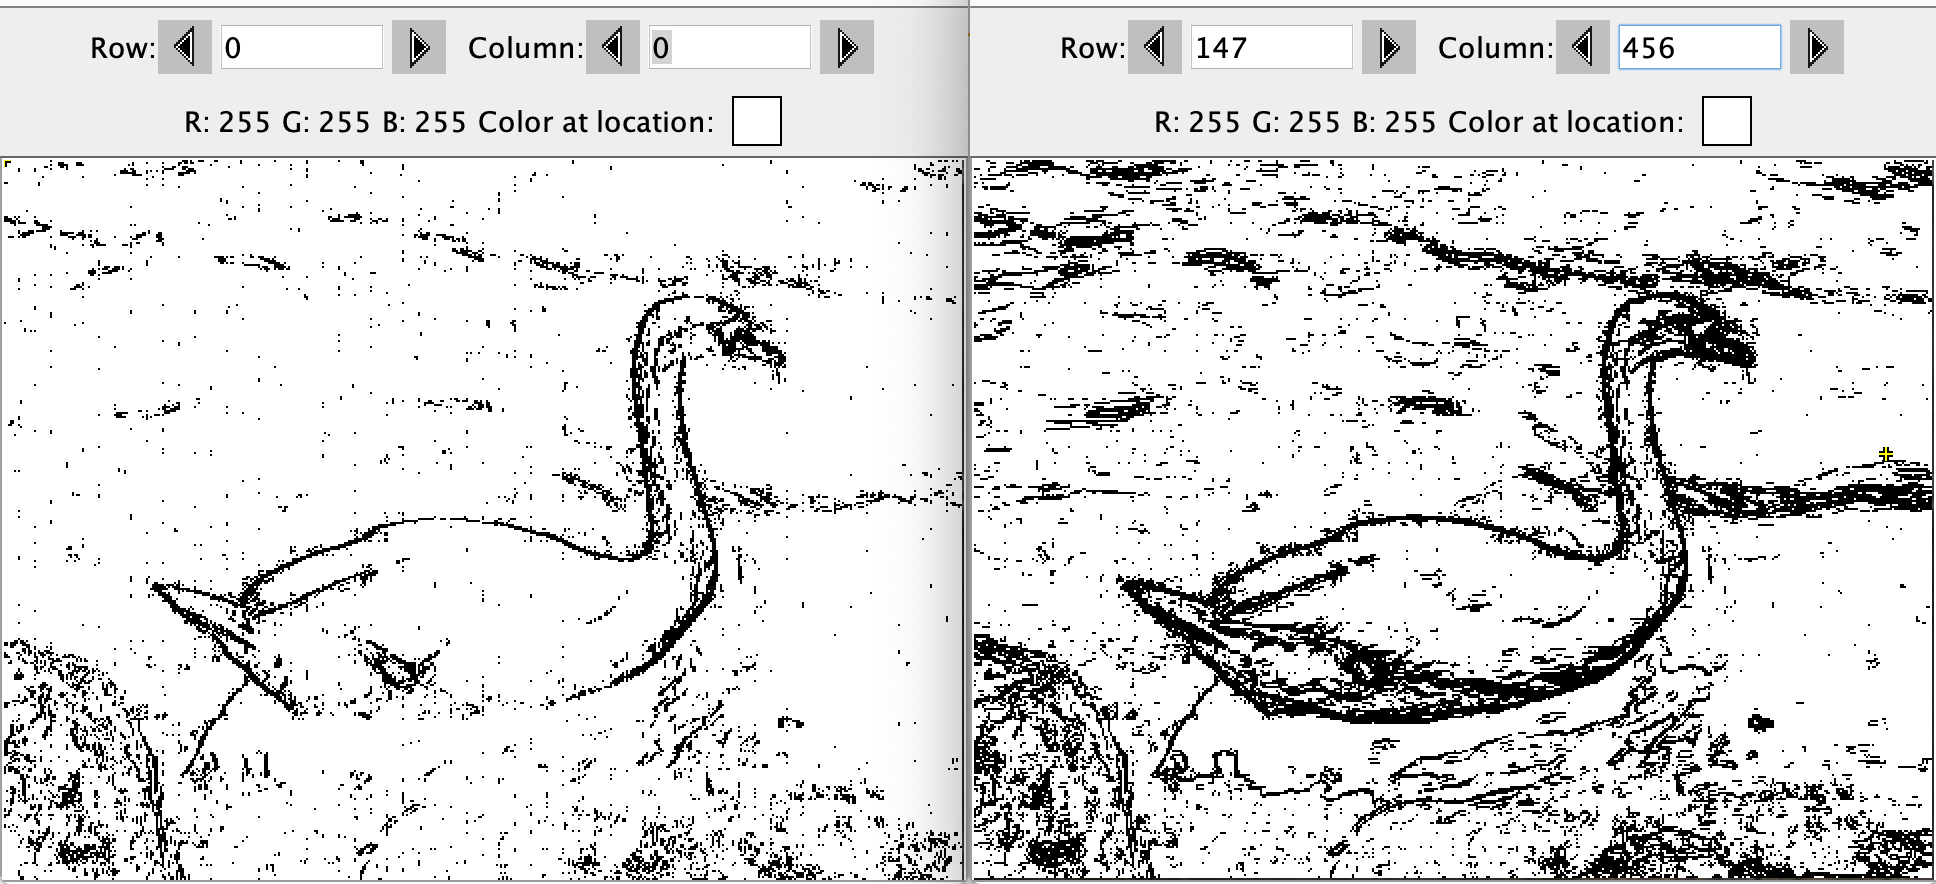 Row: 0 Column: 0
R: 255 G: 255 B: 255 Color at location:
Row: 147 Column: 456
R: 255 G: 255 B: 255 Color at location: